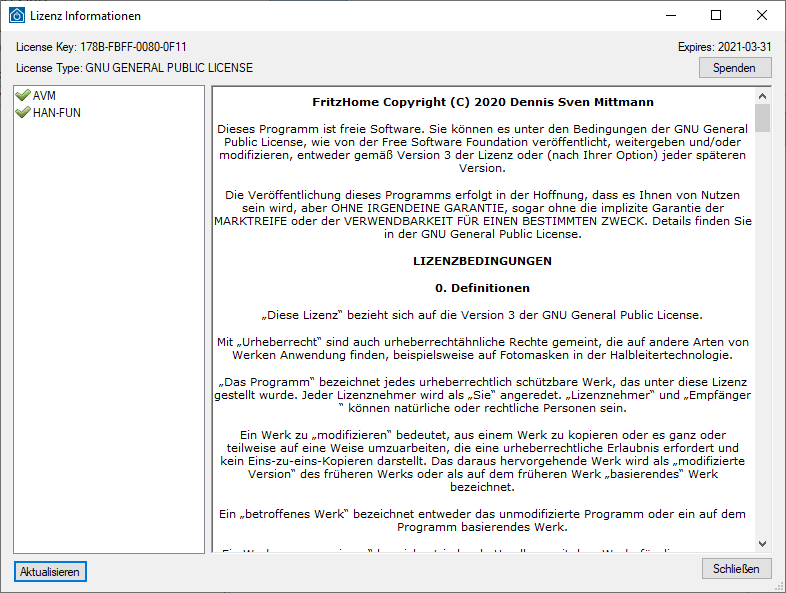 Lizenz Informationen
License Key: 178B-FBFF-0080-0F11
Expires: 2021-03-31
License Type: GNU GENERAL PUBLIC LICENSE
Spenden
AVM
HAN-FUN
FritzHome Copyright (C) 2020 Dennis Sven Mittmann
Dieses Programm ist freie Software. Sie können es unter den Bedingungen der GNU General
Public License, wie von der Free Software Foundation veröffentlicht, weitergeben und/oder
modifizieren, entweder gemäß Version 3 der Lizenz oder (nach Ihrer Option) jeder späteren
Version.
Die Veröffentlichung dieses Programms erfolgt in der Hoffnung, dass es Ihnen von Nutzen
sein wird, aber OHNE IRGENDEINE GARANTIE, sogar ohne die implizite Garantie der
MARKTREIFE oder der VERWENDBARKEIT FÜR EINEN BESTIMMTEN ZWECK. Details finden Sie
in der GNU General Public License.
LIZENZBEDINGUNGEN
0. Definitionen
„Diese Lizenz“ bezieht sich auf die Version 3 der GNU General Public License.
Mit „Urheberrecht“ sind auch urheberrechtähnliche Rechte gemeint, die auf andere Arten von
Werken Anwendung finden, beispielsweise auf Fotomasken in der Halbleitertechnologie.
„Das Programm“ bezeichnet jedes urheberrechtlich schützbare Werk, das unter diese Lizenz
gestellt wurde. Jeder Lizenznehmer wird als „Sie“ angeredet. „Lizenznehmer“ und „Empfänger
“ können natürliche oder rechtliche Personen sein.
Ein Werk zu „modifizieren“ bedeutet, aus einem Werk zu kopieren oder es ganz oder
teilweise auf eine Weise umzuarbeiten, die eine urheberrechtliche Erlaubnis erfordert und
kein Eins-zu-eins-Kopieren darstellt. Das daraus hervorgehende Werk wird als „modifizierte
Version“ des früheren Werks oder als auf dem früheren Werk „basierendes“ Werk
bezeichnet.
Ein „betroffenes Werk“ bezeichnet entweder das unmodifizierte Programm oder ein auf dem
Programm basierendes Werk.
Aktualisieren
Schließen